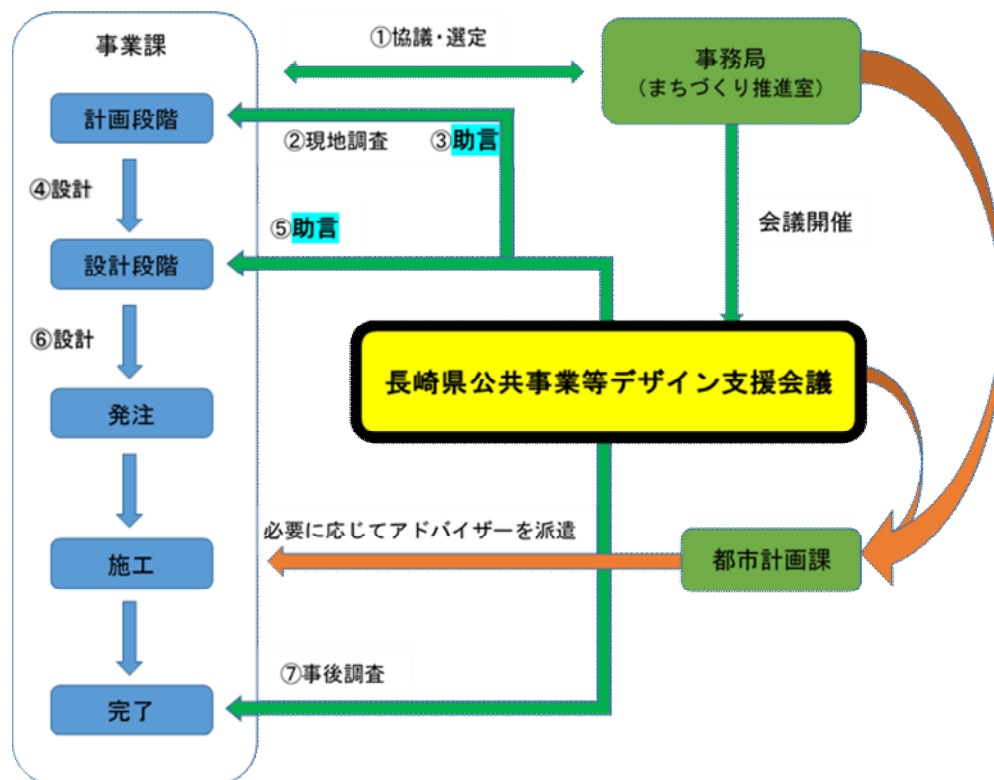 事業課
①協議・選定
事務局
（まちづくり推進室）
計画段階
②現地調査
③助言
④設計
⑤助言
会議開催
設計段階
⑥設計
長崎県公共事業等デザイン支援会議
発注
必要に応じてアドバイザーを派遣
施工
都市計画課
⑦事後調査
完了